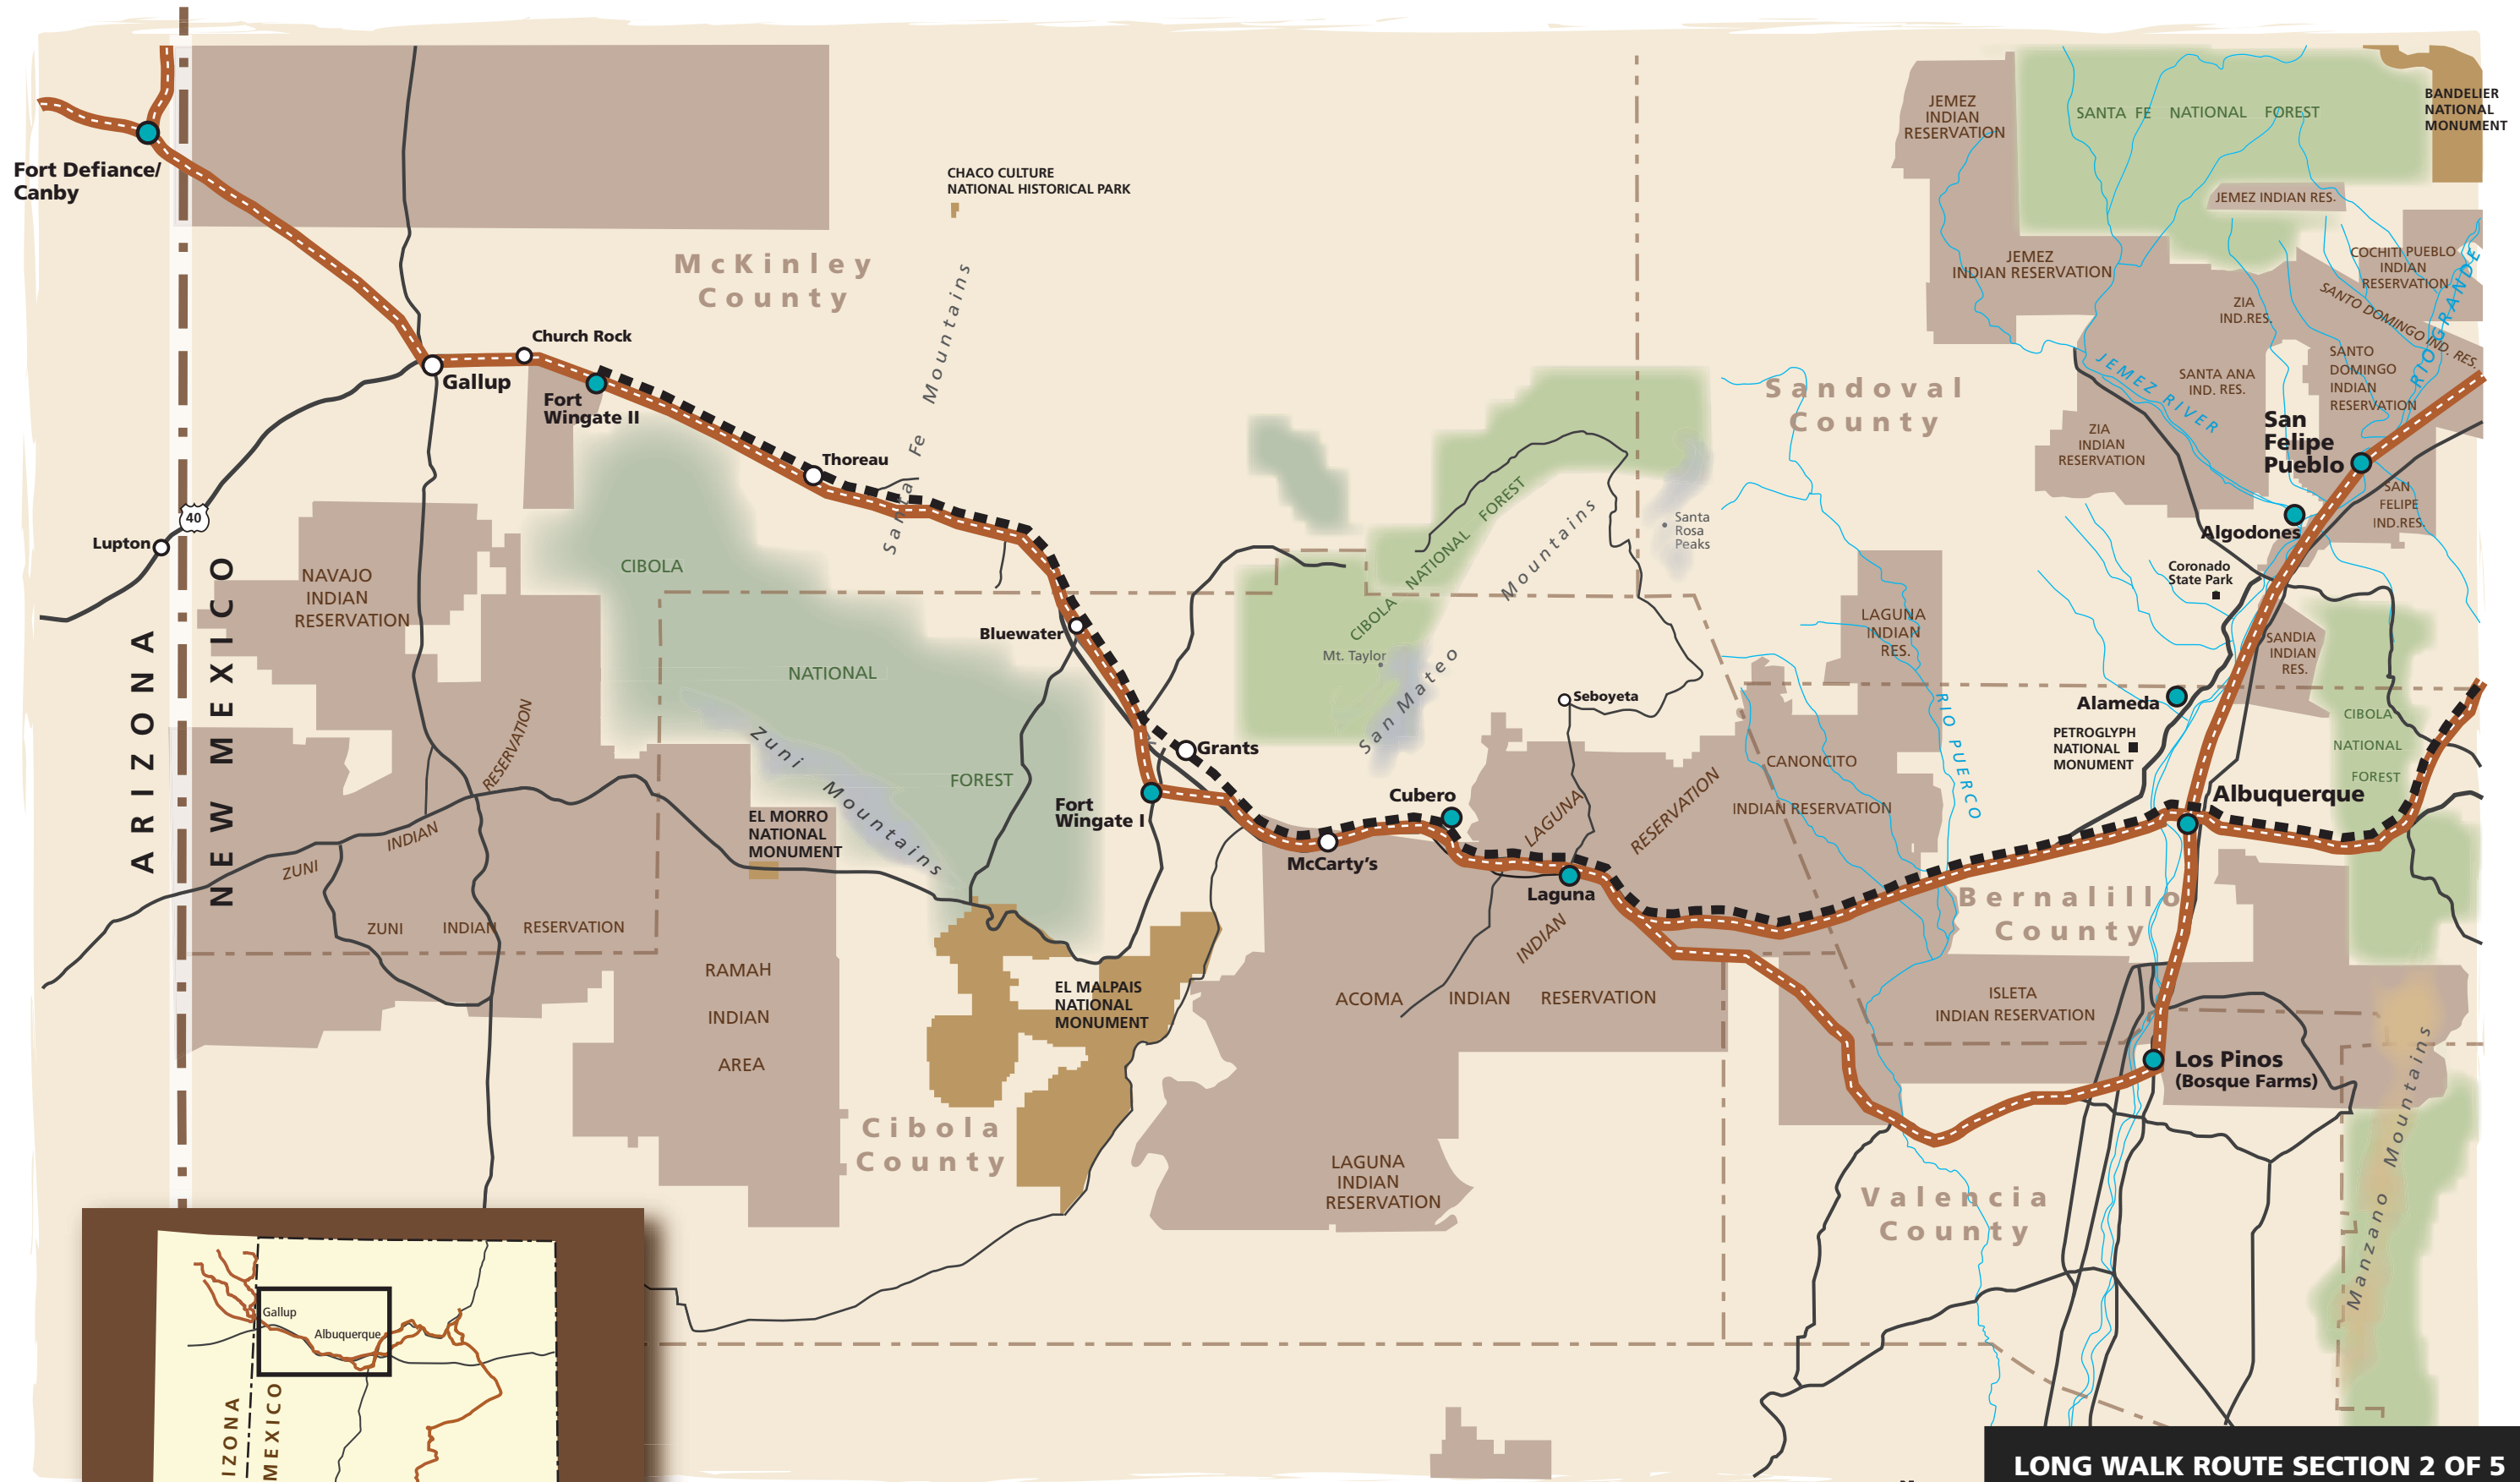 Fort Defiance/
Canby
CHACO CULTURE
NATIONAL HISTORICAL PARK
McKinley
County
Church Rock
Gallup
Fort
Wingate II
Thoreau
Santa Fe Mountains
JEMEZ
INDIAN
RESERVATION
SANTA FE NATIONAL FOREST
BANDELIER
NATIONAL
MONUMENT
JEMEZ INDIAN RES.
JEMEZ
INDIAN RESERVATION
COCHITI PUEBLO
INDIAN
RESERVATION
RIO GRANDE
ZIA
IND.RES.
SANTO DOMINGO IND. RES.
SANTO
DOMINGO
INDIAN
RESERVATION
JEMEZ RIVER
SANTA ANA
IND. RES.
Sandoval
County
ZIA
INDIAN
RESERVATION
San
Felipe
Pueblo
SAN
FELIPE
IND.RES.
Algodones
Coronado
State Park
40
Lupton
ARIZONA
NEW MEXICO
NAVAJO
INDIAN
RESERVATION
CIBOLA
NATIONAL
FOREST
Bluewater
CIBOLA NATIONAL FOREST
Santa
Rosa
Peaks
Mt. Taylor
San Mateo Mountains
Seboyeta
LAGUNA
INDIAN
RES.
SANDIA
INDIAN
RES.
Alameda
PETROGLYPH
NATIONAL
MONUMENT
CIBOLA
NATIONAL
FOREST
RIO PUERCO
CANONCITO
INDIAN RESERVATION
Albuquerque
Zuni Mountains
Grants
Fort
Wingate I
Cubero
McCarty's
Laguna
LAGUNA
INDIAN
RESERVATION
EL MORRO
NATIONAL
MONUMENT
ZUNI INDIAN RESERVATION
ZUNI INDIAN RESERVATION
RAMAH
INDIAN
AREA
EL MALPAIS
NATIONAL
MONUMENT
ACOMA INDIAN RESERVATION
Bernalillo
County
ISLETA
INDIAN RESERVATION
Los Pinos
(Bosque Farms)
Manzano Mountains
Cibola
County
LAGUNA
INDIAN
RESERVATION
Valencia
County
Gallup
Albuquerque
IZONA
MEXICO
LONG WALK ROUTE SECTION 2 OF 5